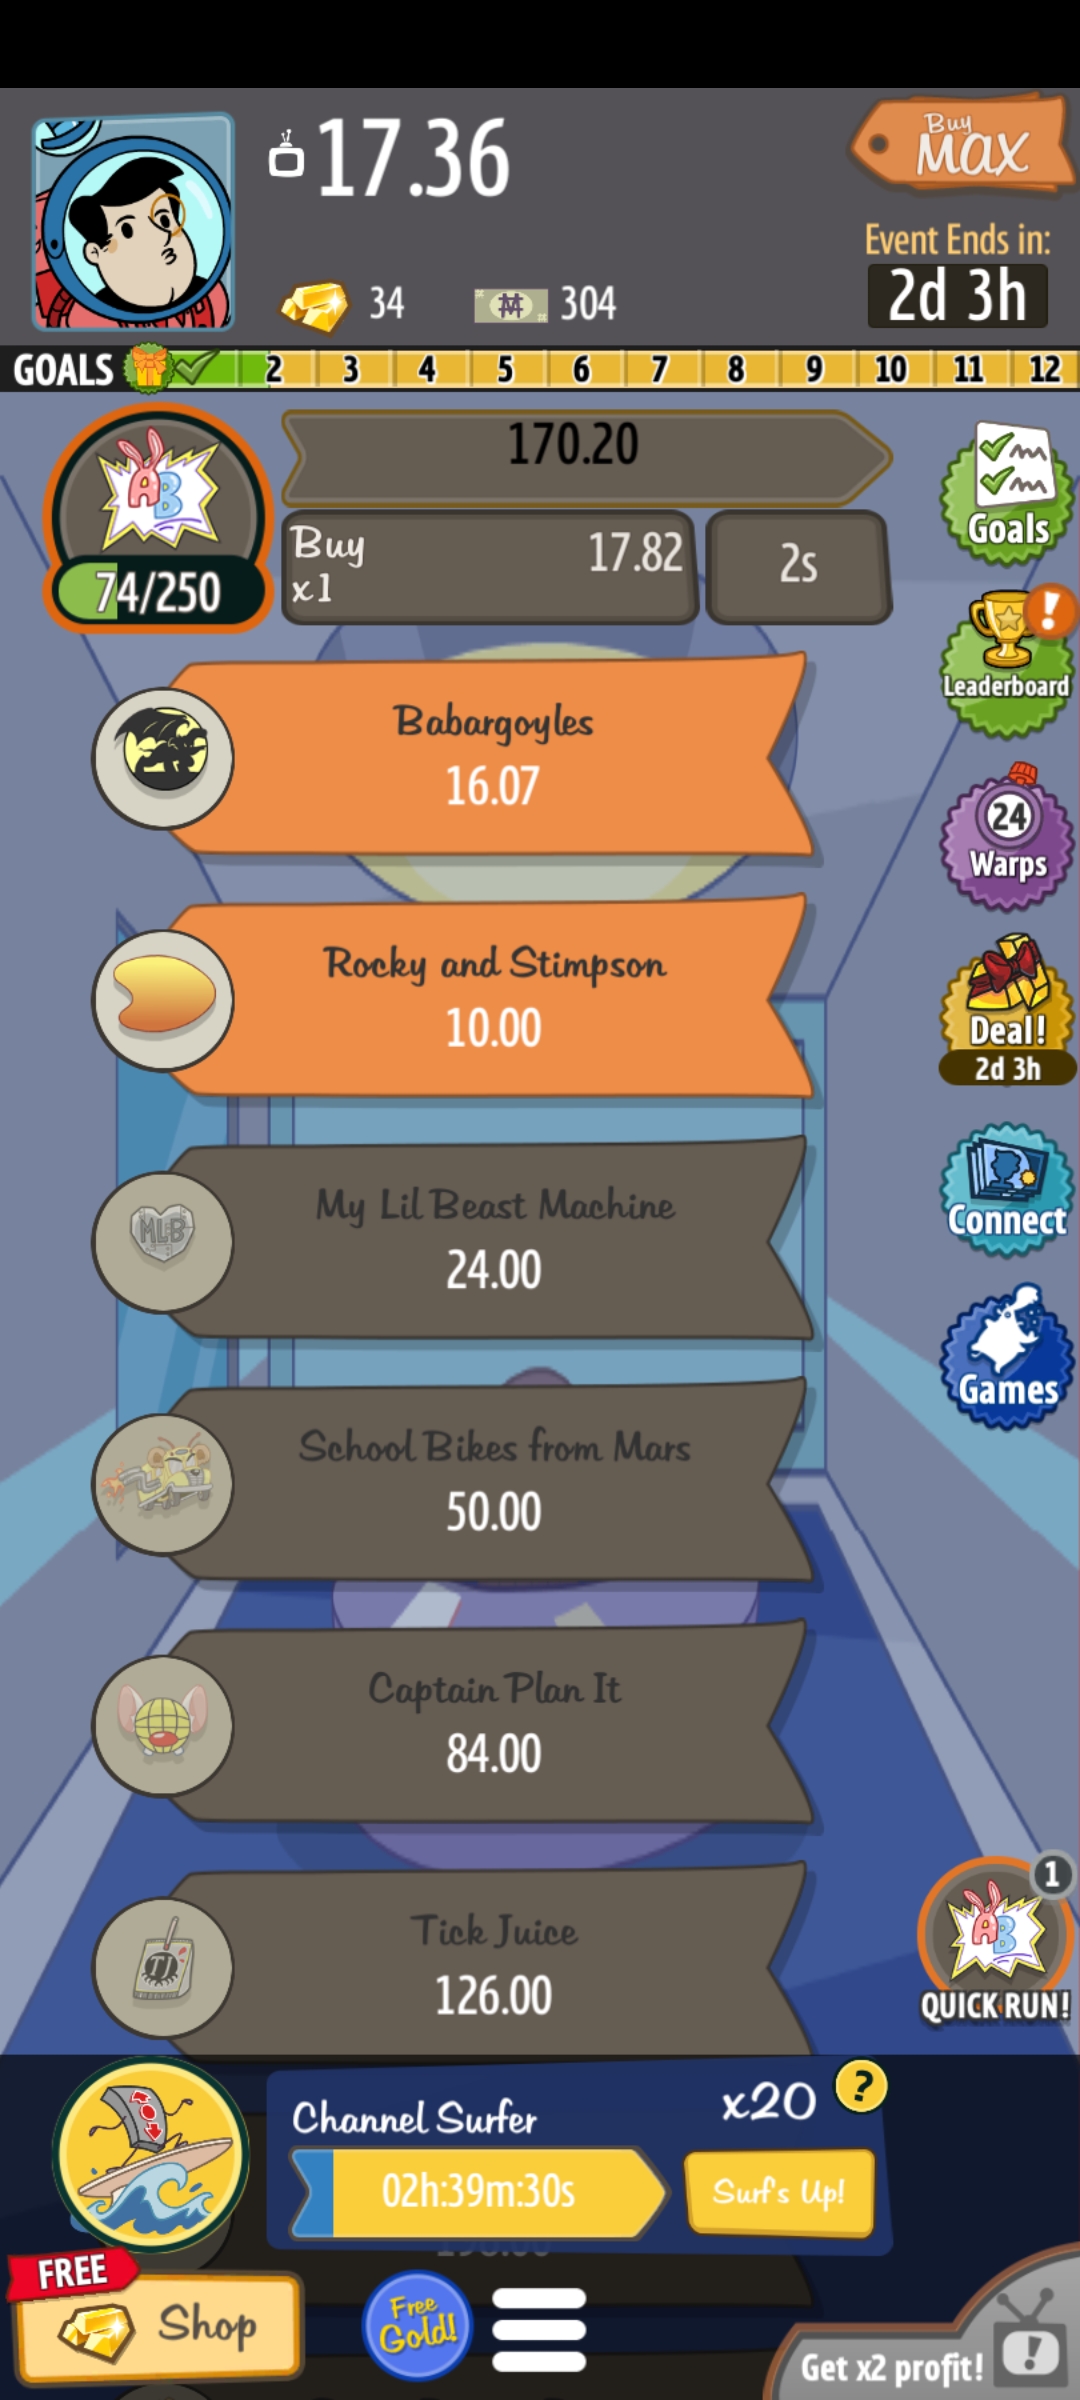 17.36
Buy
MAX
Event Ends in:
2d 3h
34
304
GOALS 2 3 4 5 6 7 8 9 10 11 12
AB
170.20
74/250
Buy
x1
17.82
2s
Goals
Leaderboard
Babargoyles
16.07
24
Warps
Rocky and Stimpson
10.00
Deal!
2d 3h
MLB
My Lil Beast Machine
24.00
Connect
School Bikes from Mars
50.00
Games
Captain Plan It
84.00
TJ
Tick Juice
126.00
1
AB
QUICK RUN!
Channel Surfer
x20
?
02h:39m:30s
Surf's Up!
FREE
Shop
Free
Gold!
Get x2 profit!